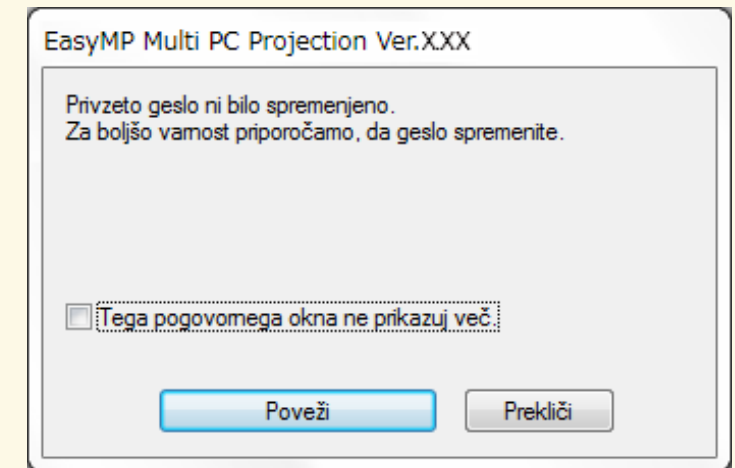 EasyMP Multi PC Projection Ver.X.XX
Privzeto geslo ni bilo spremenjeno.
Za boljšo varnost priporočamo, da geslo spremenite.
Tega pogovornega okna ne prikazuj več.
Poveži
Prekliči